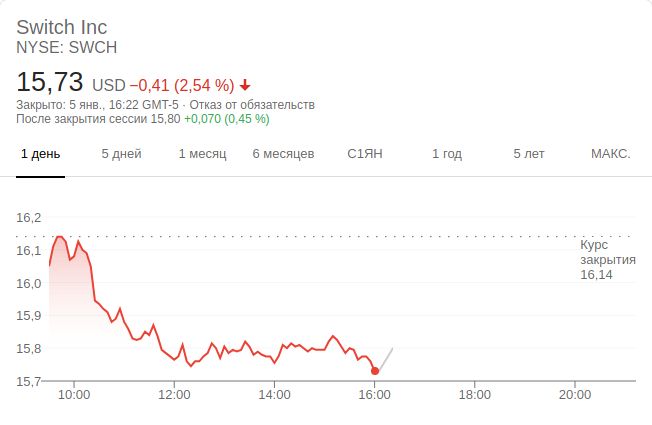 Switch Inc
NYSE: SWCH
15,73 USD −0,41 (2,54 %)
Закрыто: 5 янв., 16:22 GMT-5 · Отказ от обязательств
После закрытия сессии 15,80 +0,070 (0,45 %)
1 день 5 дней 1 месяц 6 месяцев С1ЯН 1 год 5 лет МАКС.
16,2
Курс
закрытия
16,14
16,1
16,0
15,9
15,8
15,7
10:00 12:00 14:00 16:00 18:00 20:00